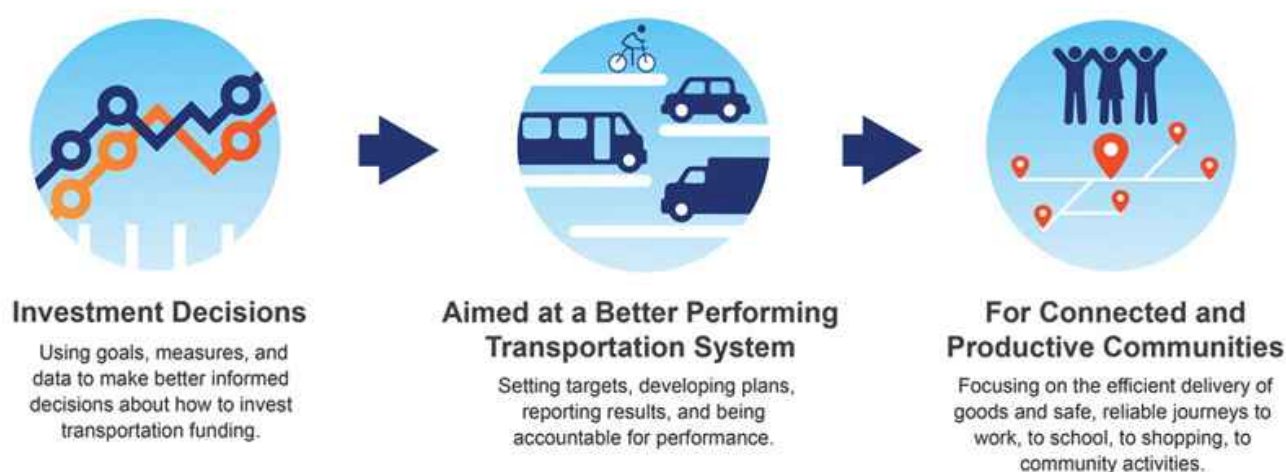 Investment Decisions
Using goals, measures, and
data to make better informed
decisions about how to invest
transportation funding.
Aimed at a Better Performing
Transportation System
Setting targets, developing plans,
reporting results, and being
accountable for performance.
For Connected and
Productive Communities
Focusing on the efficient delivery of
goods and safe, reliable journeys to
work, to school, to shopping, to
community activities.